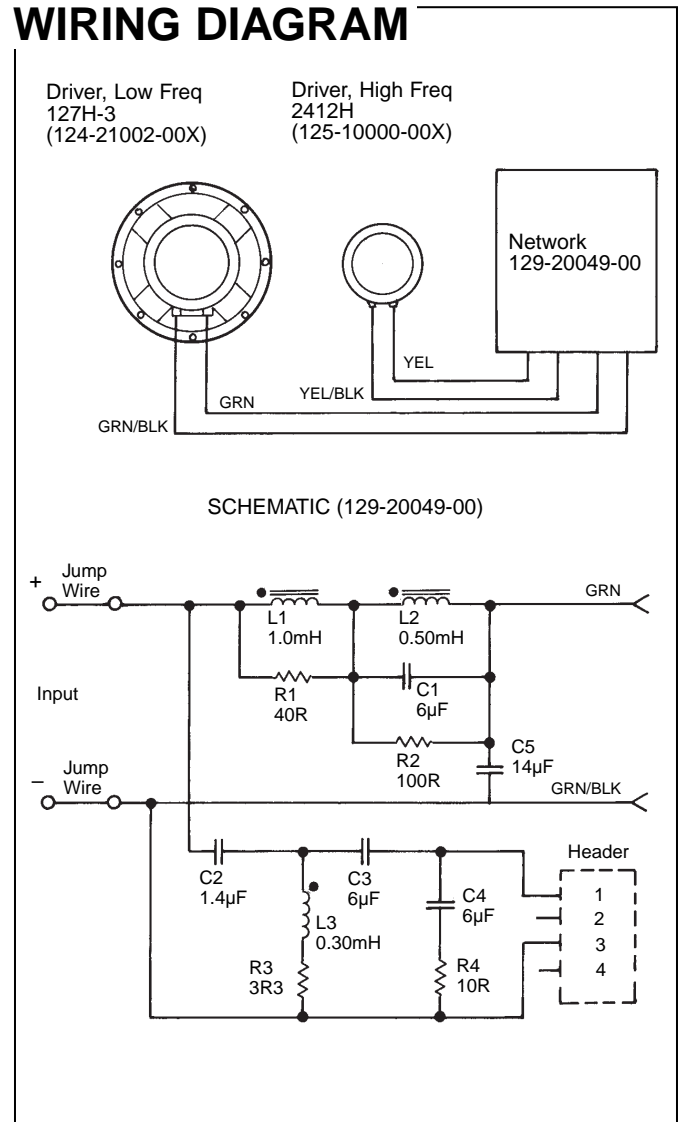 WIRING DIAGRAM
Driver, Low Freq
127H-3
(124-21002-00X)
Driver, High Freq
2412H
(125-10000-00X)
Network
129-20049-00
YEL
YEL/BLK
GRN
GRN/BLK
SCHEMATIC (129-20049-00)
+
Jump
Wire
L1
1.0mH
L2
0.50mH
GRN
Input
R1
40R
C1
6µF
R2
100R
C5
14µF
–
Jump
Wire
GRN/BLK
C2
1.4µF
C3
6µF
L3
0.30mH
C4
6µF
R3
3R3
R4
10R
Header
1
2
3
4